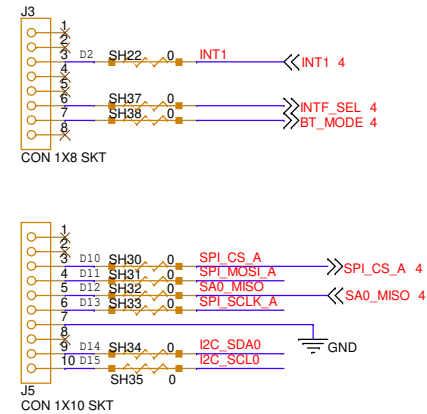 J3
1
2
3 D2 SH22 0 INT1 INT1 4
4
5
6 SH37 0 INTF_SEL 4
7 SH38 0 BT_MODE 4
8
CON 1X8 SKT
1
2
3 D10 SH30 0 SPI_CS_A SPI_CS_A 4
4 D11 SH31 0 SPI_MOSI_A
5 D12 SH32 0 SA0_MISO SA0_MISO 4
6 D13 SH33 0 SPI_SCLK_A
7
8 GND
9 D14 SH34 0 I2C_SDA0
10 D15 SH35 0 I2C_SCL0
J5
CON 1X10 SKT